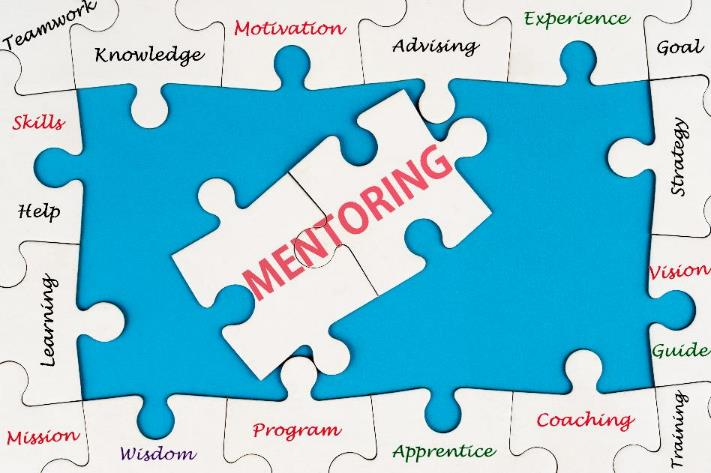 Teamwork
Knowledge
Motivation
Advising
Experience
Goal
Skills
Help
Strategy
MENTORING
Learning
Vision
Guide
Mission
Wisdom
Program
Apprentice
Coaching
Training